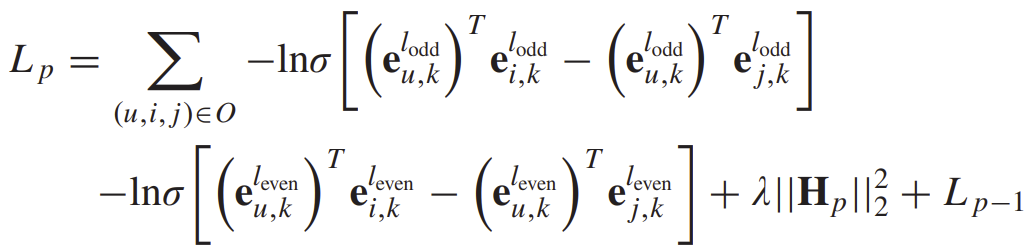 L_p = \sum_{(u,i,j)\in O} -\ln\sigma\left[\left(\mathbf{e}_{u,k}^{l_{\text{odd}}}\right)^T \mathbf{e}_{i,k}^{l_{\text{odd}}} - \left(\mathbf{e}_{u,k}^{l_{\text{odd}}}\right)^T \mathbf{e}_{j,k}^{l_{\text{odd}}}\right]
-\ln\sigma\left[\left(\mathbf{e}_{u,k}^{l_{\text{even}}}\right)^T \mathbf{e}_{i,k}^{l_{\text{even}}} - \left(\mathbf{e}_{u,k}^{l_{\text{even}}}\right)^T \mathbf{e}_{j,k}^{l_{\text{even}}}\right] + \lambda||\mathbf{H}_p||_2^2 + L_{p-1}